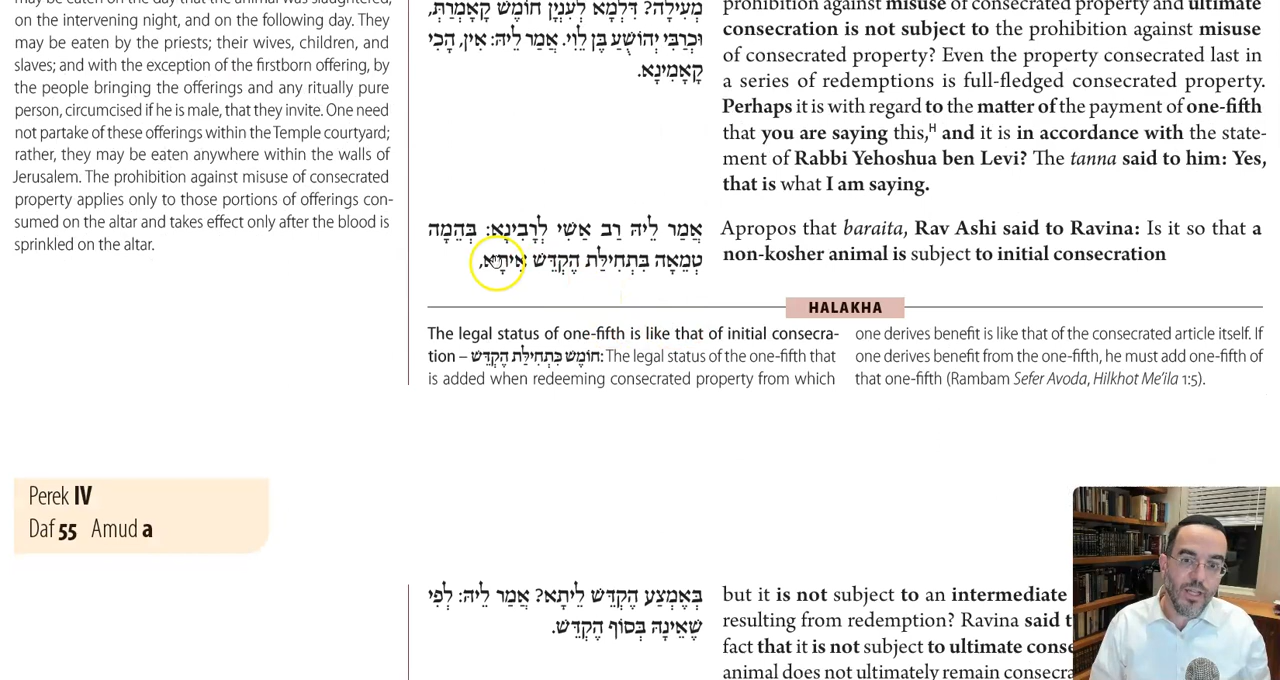 may be eaten on the day that the animal was slaughtered,
on the intervening night, and on the following day. They
may be eaten by the priests; their wives, children, and
slaves; and with the exception of the firstborn offering, by
the people bringing the offerings and any ritually pure
person, circumcised if he is male, that they invite. One need
not partake of these offerings within the Temple courtyard;
rather, they may be eaten anywhere within the walls of
Jerusalem. The prohibition against misuse of consecrated
property applies only to those portions of offerings con-
sumed on the altar and takes effect only after the blood is
sprinkled on the altar.
מְעִילָה? דִּלְמָא לְעִנְיַן חוֹמֶשׁ קָאָמְרַתְּ,
וּכְרַבִּי יְהוֹשֻׁעַ בֶּן לֵוִי. אֲמַר לֵיהּ: אִין, הָכִי
קָאָמֵינָא.
prohibition against misuse of consecrated property and ultimate
consecration is not subject to the prohibition against misuse
of consecrated property? Even the property consecrated last in
a series of redemptions is full-fledged consecrated property.
Perhaps it is with regard to the matter of the payment of one-fifth
that you are saying this,ᴴ and it is in accordance with the state-
ment of Rabbi Yehoshua ben Levi? The tanna said to him: Yes,
that is what I am saying.
אֲמַר לֵיהּ רַב אַשִׁי לְרָבִינָא: בְּהֵמָה
טְמֵאָה בִּתְחִילַּת הֶקְדֵּשׁ אִיתָא,
Apropos that baraita, Rav Ashi said to Ravina: Is it so that a
non-kosher animal is subject to initial consecration
HALAKHA
The legal status of one-fifth is like that of initial consecra-
tion – חוֹמֶשׁ כִּתְחִילַּת הֶקְדֵּשׁ: The legal status of the one-fifth that
is added when redeeming consecrated property from which
one derives benefit is like that of the consecrated article itself. If
one derives benefit from the one-fifth, he must add one-fifth of
that one-fifth (Rambam Sefer Avoda, Hilkhot Me'ila 1:5).
Perek IV
Daf 55 Amud a
בְּאֶמְצַע הֶקְדֵּשׁ לֵיתָא? אֲמַר לֵיהּ: לְפִי
שֶׁאֵינָהּ בְּסוֹף הֶקְדֵּשׁ.
but it is not subject to an intermediate
resulting from redemption? Ravina said
fact that it is not subject to ultimate
animal does not ultimately remain